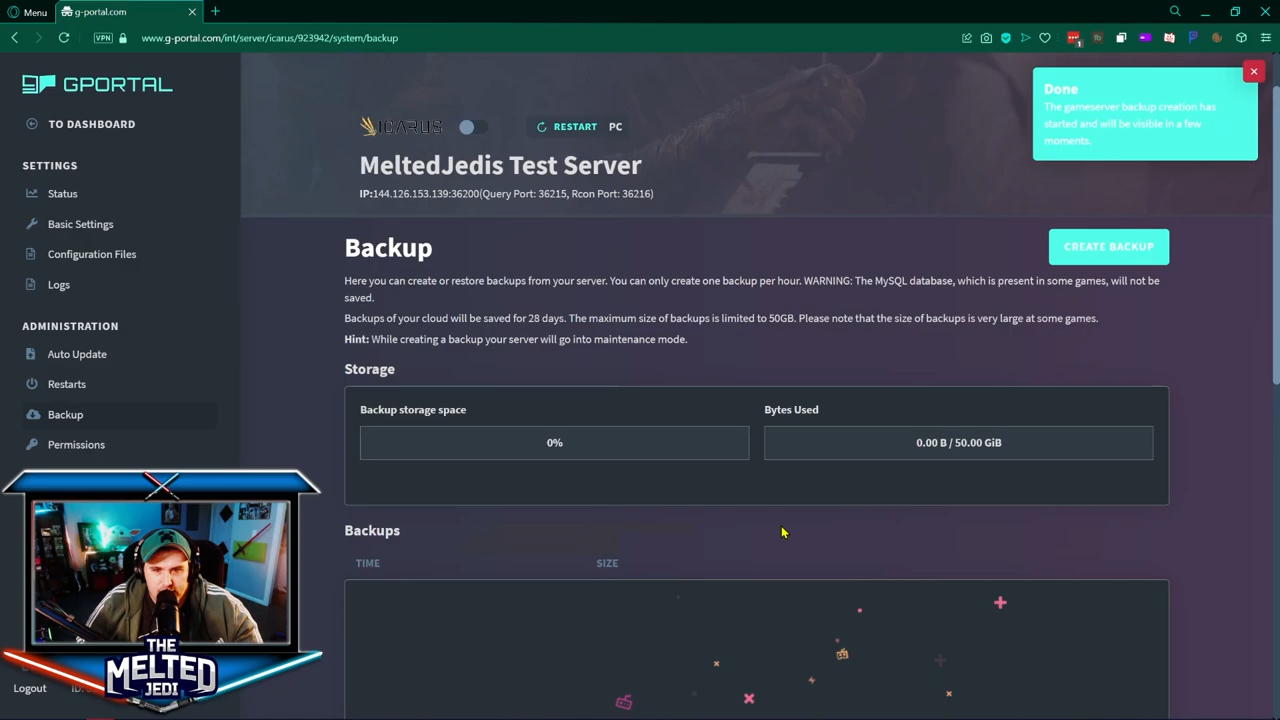 Menu
g-portal.com
VPN
www.g-portal.com/int/server/icarus/923942/system/backup
1
GPORTAL
TO DASHBOARD
SETTINGS
Status
Basic Settings
Configuration Files
Logs
ADMINISTRATION
Auto Update
Restarts
Backup
Permissions
Logout
ICARUS
RESTART
PC
MeltedJedis Test Server
IP:144.126.153.139:36200(Query Port: 36215, Rcon Port: 36216)
Done
The gameserver backup creation has
started and will be visible in a few
moments.
Backup
CREATE BACKUP
Here you can create or restore backups from your server. You can only create one backup per hour. WARNING: The MySQL database, which is present in some games, will not be
saved.
Backups of your cloud will be saved for 28 days. The maximum size of backups is limited to 50GB. Please note that the size of backups is very large at some games.
Hint: While creating a backup your server will go into maintenance mode.
Storage
Backup storage space
Bytes Used
0%
0.00 B / 50.00 GiB
Backups
TIME
SIZE
THE
MELTED
JEDI